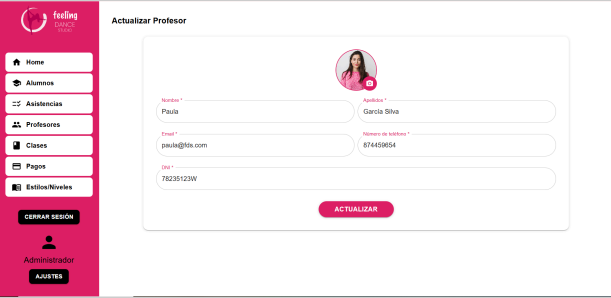 feeling
DANCE
STUDIO
Home
Alumnos
Asistencias
Profesores
Clases
Pagos
Estilos/Niveles
CERRAR SESIÓN
Administrador
AJUSTES
Actualizar Profesor
Nombre *
Paula
Apellidos *
García Silva
Email *
paula@fds.com
Número de teléfono *
874459654
DNI *
78235123W
ACTUALIZAR